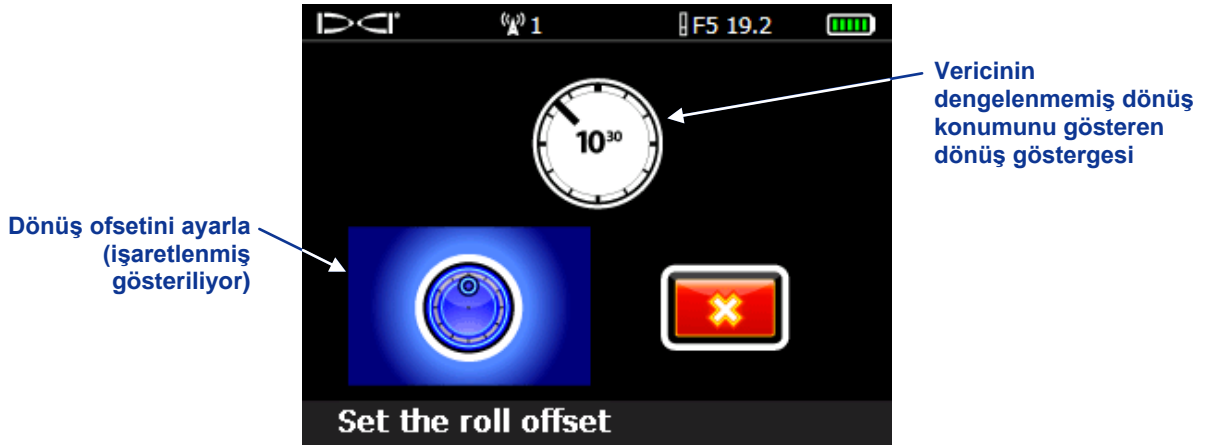 1
F5 19.2
10³⁰
Vericinin
dengelenmemiş dönüş
konumunu gösteren
dönüş göstergesi
Dönüş ofsetini ayarla
(işaretlenmiş
gösteriliyor)
Set the roll offset